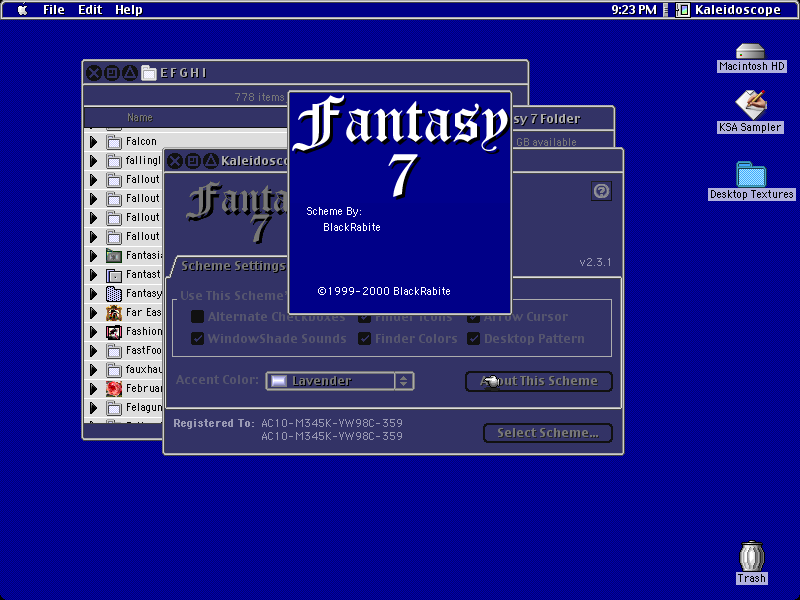 File Edit Help
9:23 PM Kaleidoscope
Macintosh HD
KSA Sampler
Desktop Textures
Trash
E F G H I
778 items
Name
Falcon
fallingl
Fallout
Fallout
Fallout
Fallout
Fantasia
Fantast
Fantasy
Far Eas
Fashion
FastFoo
fauxhau
Februar
Felagun
sy 7 Folder
GB available
Kaleidosc
Fanta
7
v2.3.1
Scheme Settings
Use This Scheme'
Alternate Checkboxes Finder Icons Arrow Cursor
WindowShade Sounds Finder Colors Desktop Pattern
Accent Color: Lavender
About This Scheme
Registered To: AC10-M345K-YW98C-359
AC10-M345K-YW98C-359
Select Scheme...
Fantasy
7
Scheme By:
BlackRabite
©1999-2000 BlackRabite